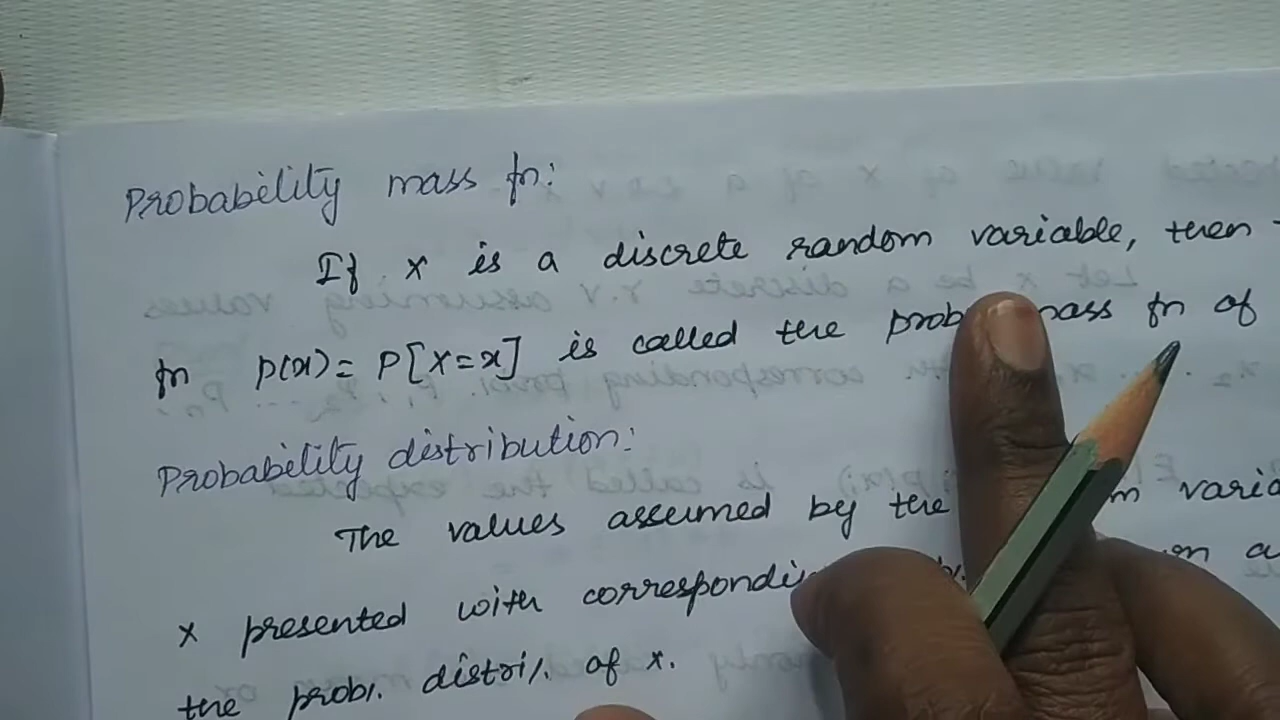 Probability mass fn:
If x is a discrete random variable, then
fn p(x) = P[X=x] is called the prob mass fn of
Probability distribution:
The values assumed by the
x presented with
the probl. distri/. of x.